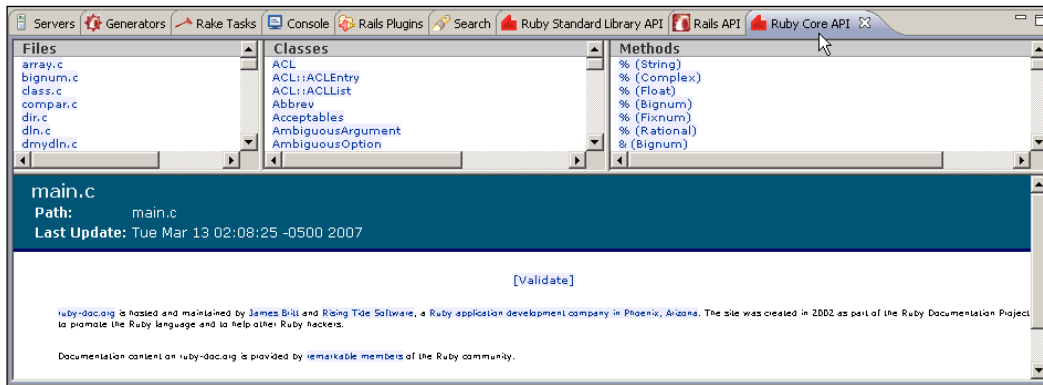 Servers Generators Rake Tasks Console Rails Plugins Search Ruby Standard Library API Rails API Ruby Core API
Files
array.c
bignum.c
class.c
compar.c
dir.c
dln.c
dmydln.c
Classes
ACL
ACL::ACLEntry
ACL::ACLList
Abbrev
Acceptables
AmbiguousArgument
AmbiguousOption
Methods
% (String)
% (Complex)
% (Float)
% (Bignum)
% (Fixnum)
% (Rational)
& (Bignum)
main.c
Path: main.c
Last Update: Tue Mar 13 02:08:25 -0500 2007
[Validate]
ruby-doc.org is hosted and maintained by James Britt and Rising Tide Software, a Ruby application development company in Phoenix, Arizona. The site was created in 2002 as part of the Ruby Documentation Project
to promote the Ruby language and to help other Ruby hackers.
Documentation content on ruby-doc.org is provided by remarkable members of the Ruby community.